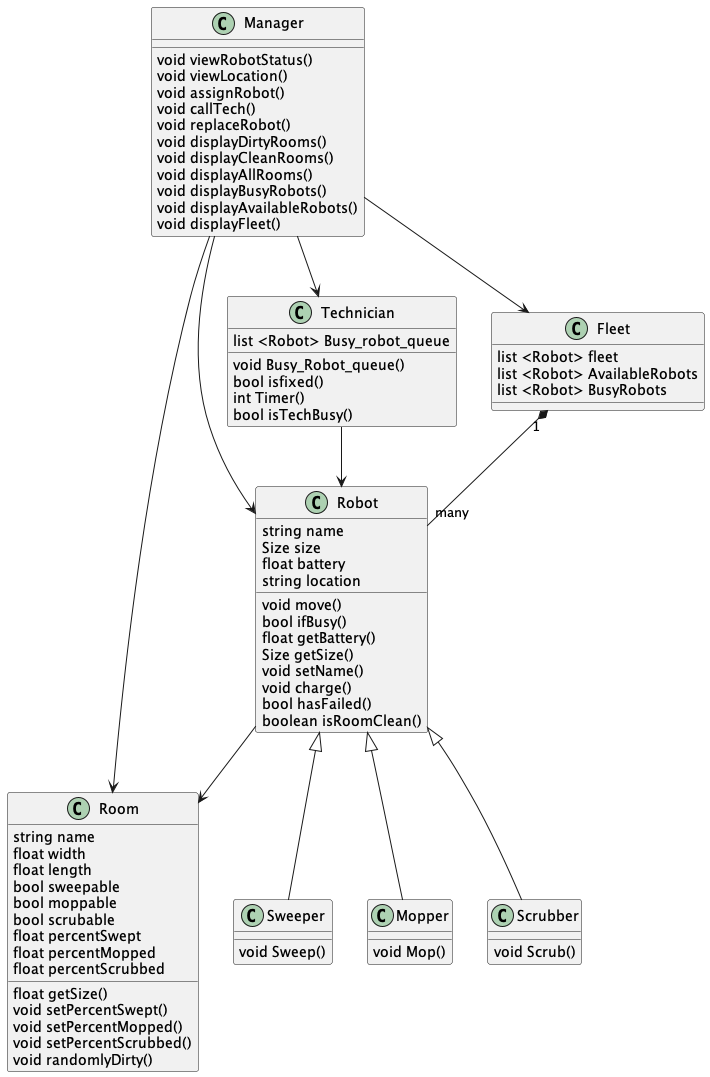 C Manager
void viewRobotStatus()
void viewLocation()
void assignRobot()
void callTech()
void replaceRobot()
void displayDirtyRooms()
void displayCleanRooms()
void displayAllRooms()
void displayBusyRobots()
void displayAvailableRobots()
void displayFleet()
C Technician
list <Robot> Busy_robot_queue
void Busy_Robot_queue()
bool isfixed()
int Timer()
bool isTechBusy()
C Fleet
list <Robot> fleet
list <Robot> AvailableRobots
list <Robot> BusyRobots
1
many
C Robot
string name
Size size
float battery
string location
void move()
bool ifBusy()
float getBattery()
Size getSize()
void setName()
void charge()
bool hasFailed()
boolean isRoomClean()
C Room
string name
float width
float length
bool sweepable
bool moppable
bool scrubable
float percentSwept
float percentMopped
float percentScrubbed
float getSize()
void setPercentSwept()
void setPercentMopped()
void setPercentScrubbed()
void randomlyDirty()
C Sweeper
void Sweep()
C Mopper
void Mop()
C Scrubber
void Scrub()